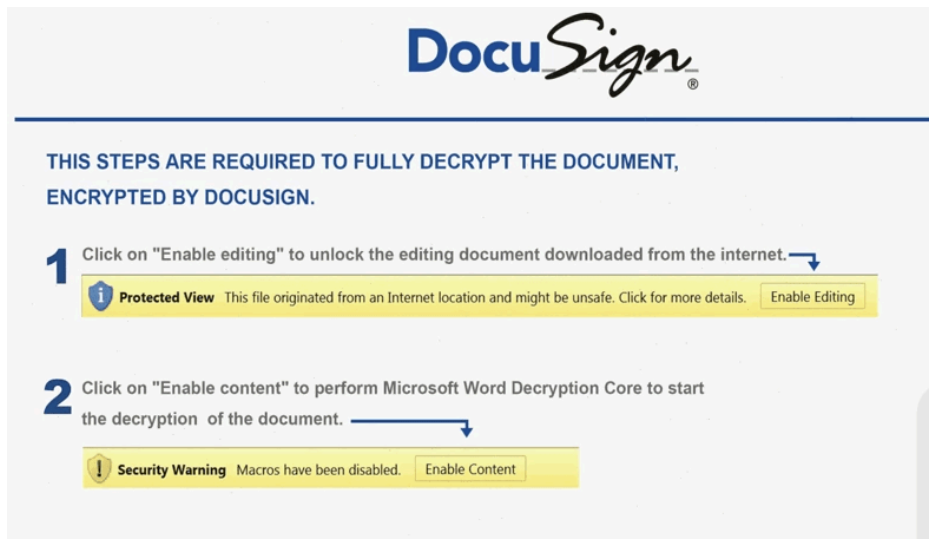 DocuSign®
THIS STEPS ARE REQUIRED TO FULLY DECRYPT THE DOCUMENT,
ENCRYPTED BY DOCUSIGN.
1 Click on "Enable editing" to unlock the editing document downloaded from the internet.
Protected View This file originated from an Internet location and might be unsafe. Click for more details. Enable Editing
2 Click on "Enable content" to perform Microsoft Word Decryption Core to start
the decryption of the document.
Security Warning Macros have been disabled. Enable Content